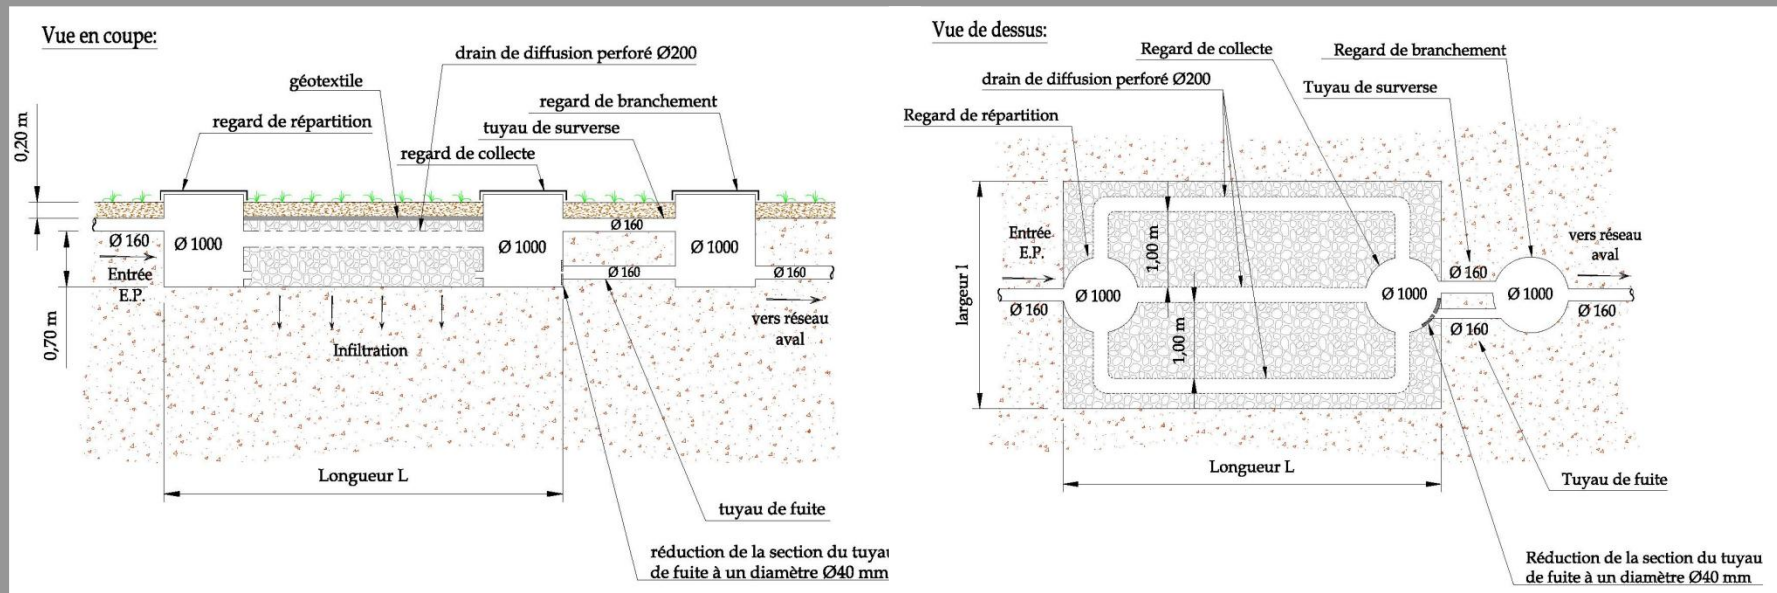 Vue en coupe:
drain de diffusion perforé Ø200
géotextile
regard de branchement
regard de répartition
tuyau de surverse
regard de collecte
0,20 m
Ø 160
Ø 160
Ø 1000
Ø 1000
Ø 1000
Entrée
E.P.
Ø 160
Ø 160
0,70 m
Infiltration
vers réseau
aval
Longueur L
tuyau de fuite
réduction de la section du tuyau
de fuite à un diamètre Ø40 mm
Vue de dessus:
Regard de collecte
Regard de branchement
drain de diffusion perforé Ø200
Tuyau de surverse
Regard de répartition
Entrée
E.P.
1,00 m
vers réseau
aval
Ø 160
largeur l
Ø 1000
Ø 1000
Ø 1000
Ø 160
Ø 160
Ø 160
1,00 m
Longueur L
Tuyau de fuite
Réduction de la section du tuyau
de fuite à un diamètre Ø40 mm